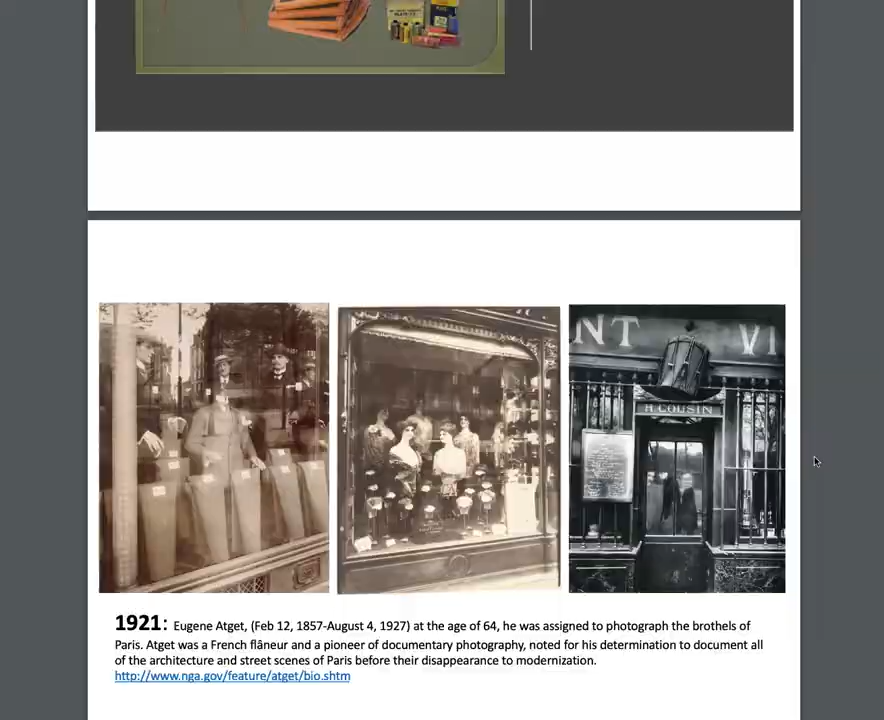 NT VI
H. COUSIN
1921: Eugene Atget, (Feb 12, 1857-August 4, 1927) at the age of 64, he was assigned to photograph the brothels of
Paris. Atget was a French flâneur and a pioneer of documentary photography, noted for his determination to document all
of the architecture and street scenes of Paris before their disappearance to modernization.
http://www.nga.gov/feature/atget/bio.shtm